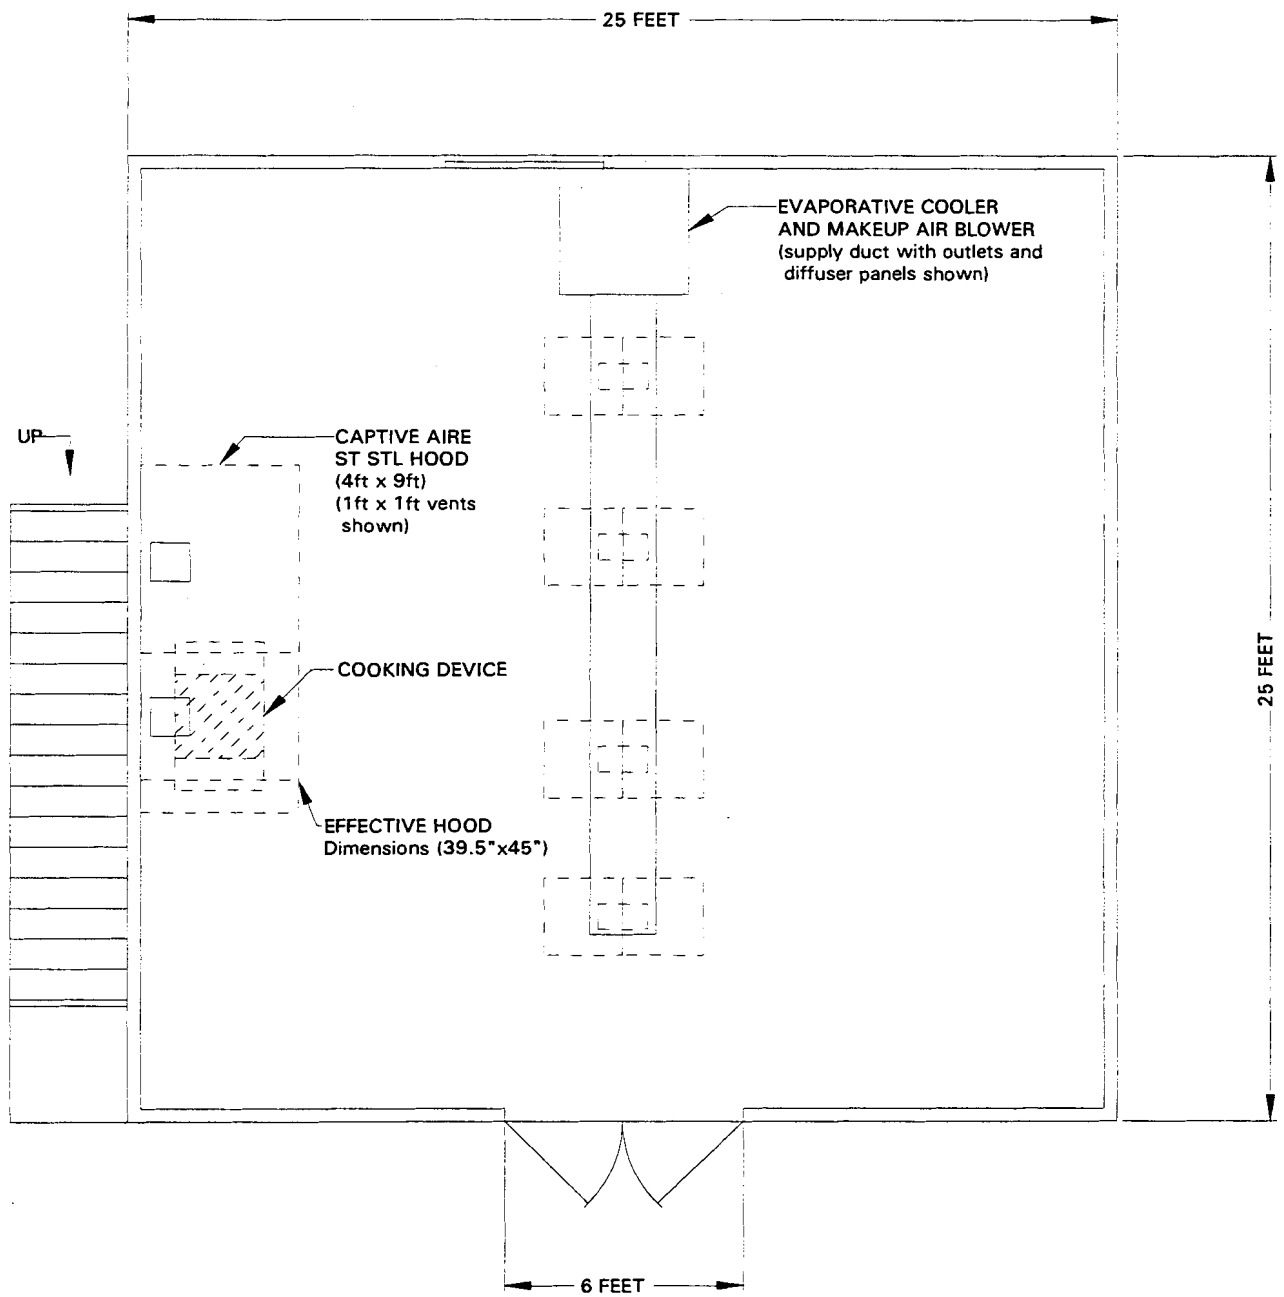 25 FEET
EVAPORATIVE COOLER
AND MAKEUP AIR BLOWER
(supply duct with outlets and
diffuser panels shown)
UP
CAPTIVE AIRE
ST STL HOOD
(4ft x 9ft)
(1ft x 1ft vents
shown)
COOKING DEVICE
25 FEET
EFFECTIVE HOOD
Dimensions (39.5"x45")
6 FEET